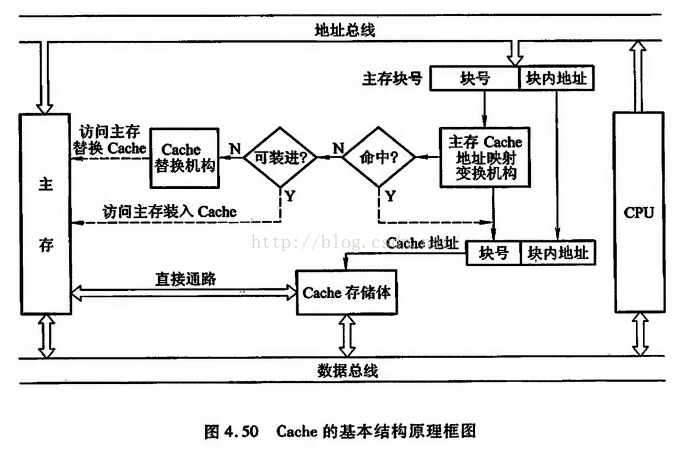 地址总线
主存块号
块号
块内地址
访问主存
替换 Cache
Cache
替换机构
N
可装进?
N
命中?
主存 Cache
地址映射
变换机构
主
存
Y
Y
访问主存装入 Cache
CPU
http://blog.cs
Cache 地址
块号
块内地址
直接通路
Cache 存储体
数据总线
图 4.50 Cache 的基本结构原理框图